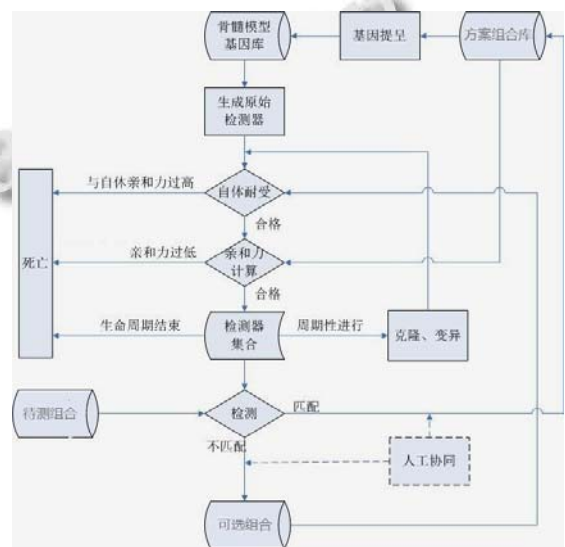 骨髓模型
基因库
基因提呈
方案组合库
生成原始
检测器
与自体亲和力过高
自体耐受
合格
死亡
亲和力过低
亲和力
计算
合格
生命周期结束
检测器
集合
周期性进行
克隆、变异
待测组合
检测
匹配
不匹配
人工协同
可选组合